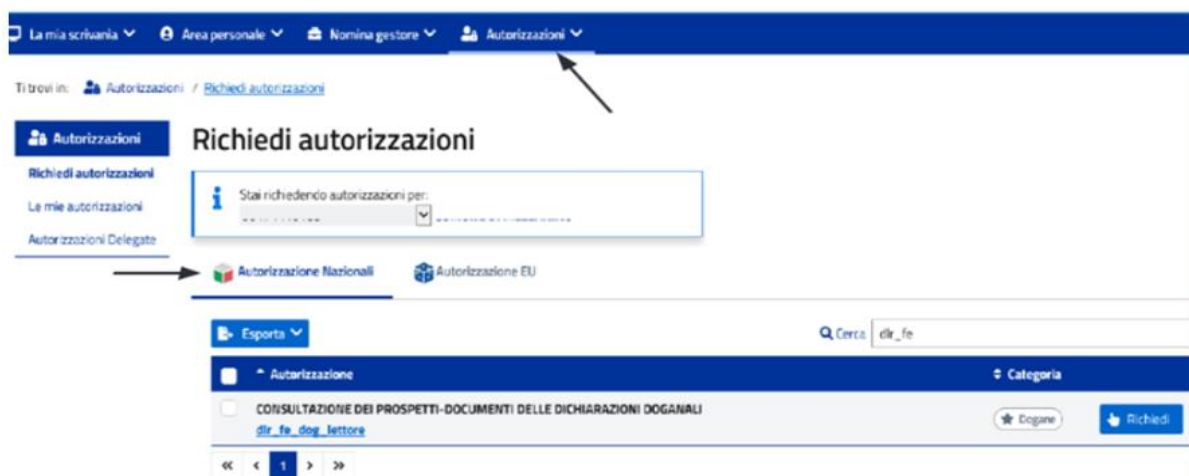 La mia scrivania Area personale Nomina gestore Autorizzazioni
Ti trovi in: Autorizzazioni / Richiedi autorizzazioni
Autorizzazioni
Richiedi autorizzazioni
Le mie autorizzazioni
Autorizzazioni Delegate
Richiedi autorizzazioni
Stai richiedendo autorizzazioni per:
Autorizzazione Nazionali Autorizzazione EU
Esporta Cerca dlr_fe
Autorizzazione Categoria
CONSULTAZIONE DEI PROSPETTI-DOCUMENTI DELLE DICHIARAZIONI DOGANALI
dlr_fe_dog_lettore Dogane Richiedi
« < 1 > »